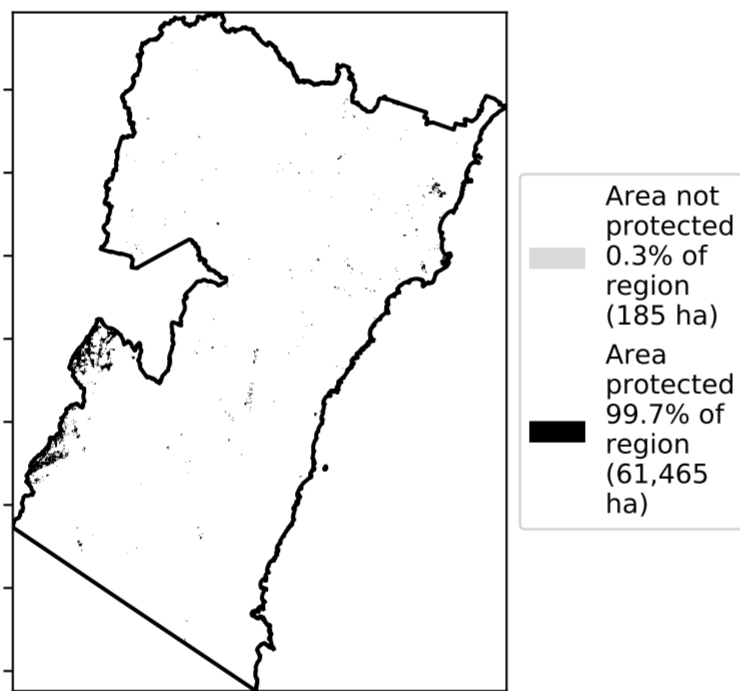 Area not
protected
0.3% of
region
(185 ha)
Area
protected
99.7% of
region
(61,465
ha)